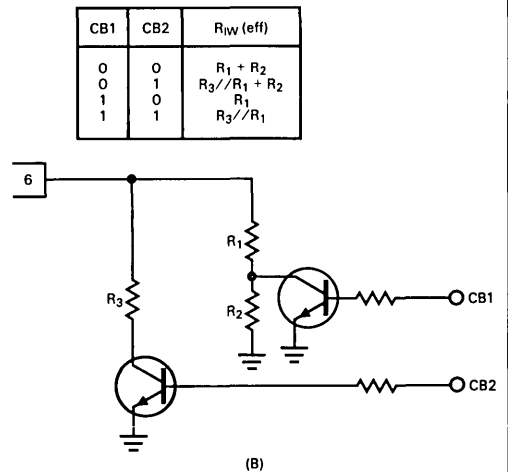 CB1 CB2 RIW (eff)
0 0 R1 + R2
0 1 R3//R1 + R2
1 0 R1
1 1 R3//R1
6
R1
R3
R2
CB1
CB2
(B)